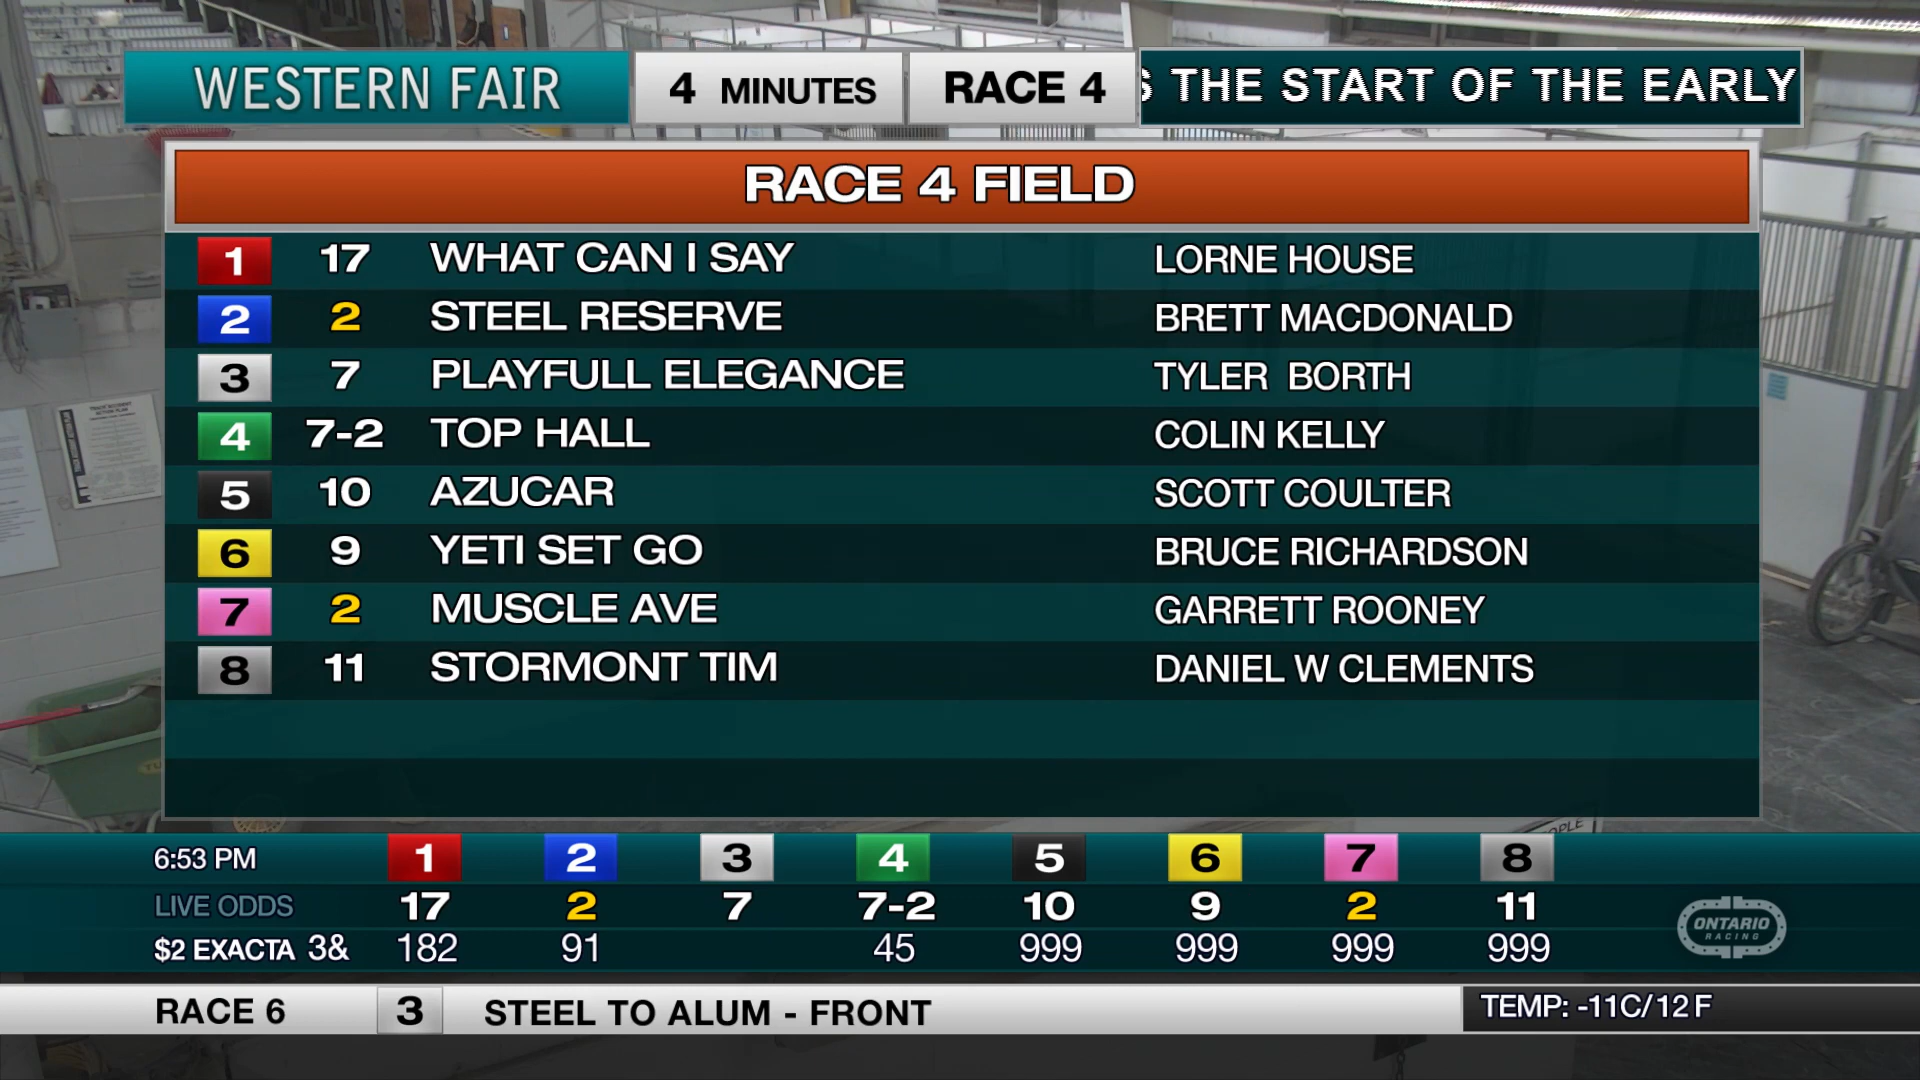 WESTERN FAIR 4 MINUTES RACE 4 THE START OF THE EARLY
RACE 4 FIELD
1 17 WHAT CAN I SAY LORNE HOUSE
2 2 STEEL RESERVE BRETT MACDONALD
3 7 PLAYFULL ELEGANCE TYLER BORTH
4 7-2 TOP HALL COLIN KELLY
5 10 AZUCAR SCOTT COULTER
6 9 YETI SET GO BRUCE RICHARDSON
7 2 MUSCLE AVE GARRETT ROONEY
8 11 STORMONT TIM DANIEL W CLEMENTS
6:53 PM 1 2 3 4 5 6 7 8
LIVE ODDS 17 2 7 7-2 10 9 2 11
$2 EXACTA 3& 182 91 45 999 999 999 999
ONTARIO
RACING
RACE 6 3 STEEL TO ALUM - FRONT TEMP: -11C/12 F